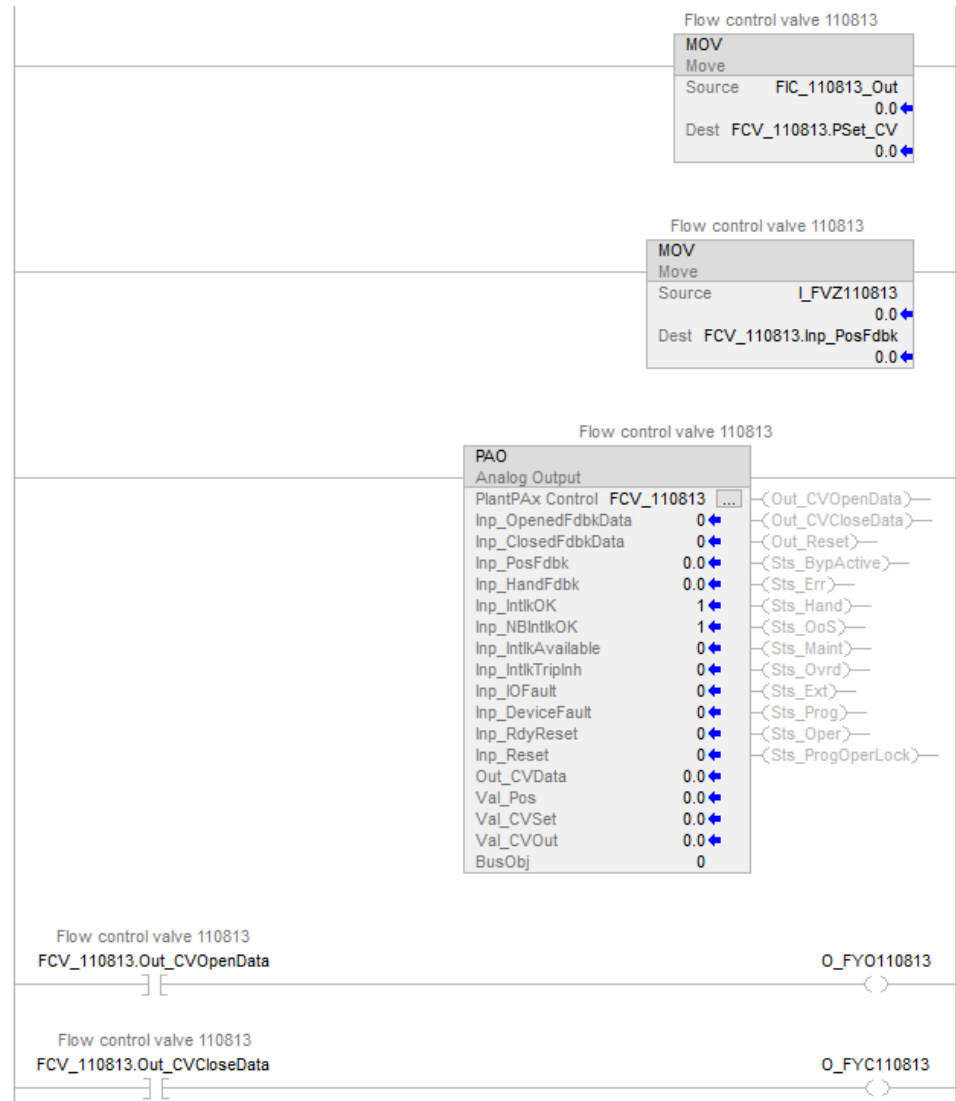 Flow control valve 110813
MOV
Move
Source FIC_110813_Out
0.0
Dest FCV_110813.PSet_CV
0.0
Flow control valve 110813
MOV
Move
Source I_FVZ110813
0.0
Dest FCV_110813.Inp_PosFdbk
0.0
Flow control valve 110813
PAO
Analog Output
PlantPAx Control FCV_110813 ... Out_CVOpenData
Inp_OpenedFdbkData 0 Out_CVCloseData
Inp_ClosedFdbkData 0 Out_Reset
Inp_PosFdbk 0.0 Sts_BypActive
Inp_HandFdbk 0.0 Sts_Err
Inp_IntlkOK 1 Sts_Hand
Inp_NBIntlkOK 1 Sts_OoS
Inp_IntlkAvailable 0 Sts_Maint
Inp_IntlkTripInh 0 Sts_Ovrd
Inp_IOFault 0 Sts_Ext
Inp_DeviceFault 0 Sts_Prog
Inp_RdyReset 0 Sts_Oper
Inp_Reset 0 Sts_ProgOperLock
Out_CVData 0.0
Val_Pos 0.0
Val_CVSet 0.0
Val_CVOut 0.0
BusObj 0
Flow control valve 110813
FCV_110813.Out_CVOpenData O_FYO110813
Flow control valve 110813
FCV_110813.Out_CVCloseData O_FYC110813